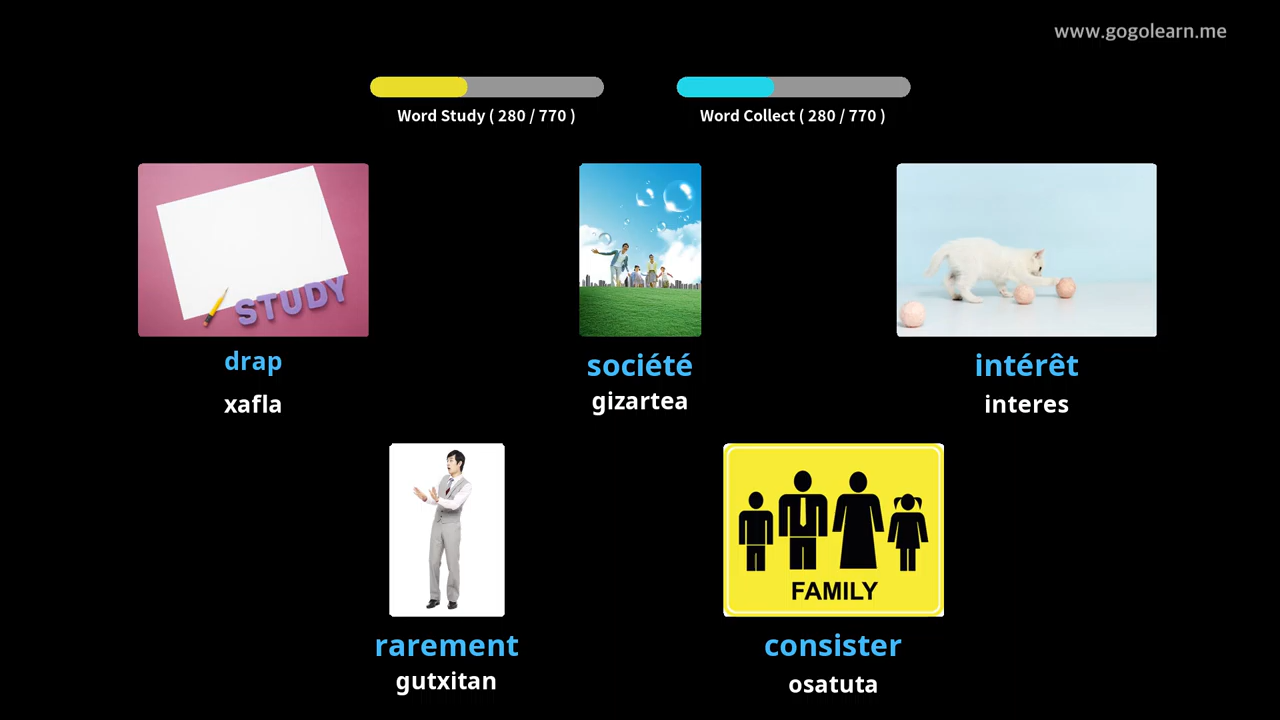 www.gogolearn.me
Word Study ( 280 / 770 )
Word Collect ( 280 / 770 )
STUDY
drap
xafla
société
gizartea
intérêt
interes
FAMILY
rarement
gutxitan
consister
osatuta